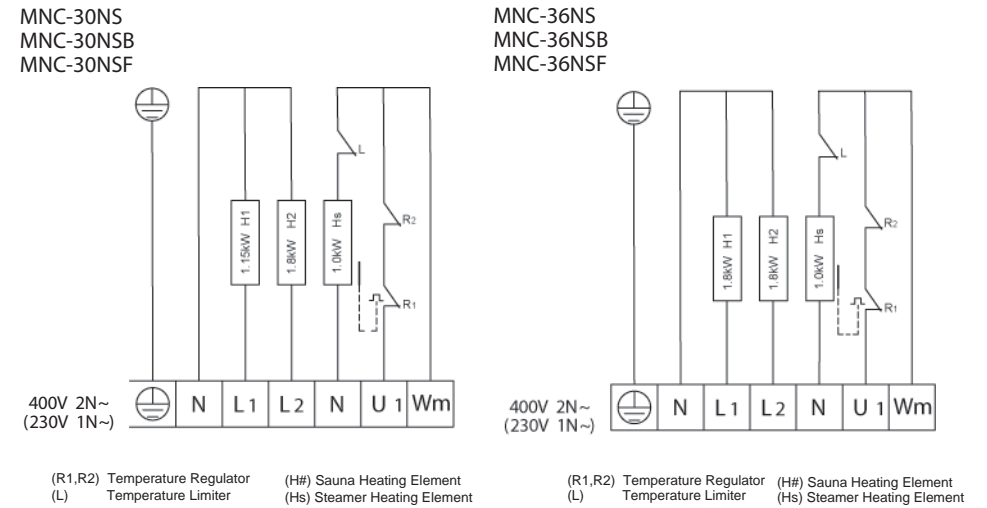 MNC-30NS
MNC-30NSB
MNC-30NSF
L
R2
R1
1.15kW H1
1.8kW H2
1.0kW Hs
400V 2N~
(230V 1N~)
N L1 L2 N U 1 Wm
(R1,R2) Temperature Regulator (H#) Sauna Heating Element
(L) Temperature Limiter (Hs) Steamer Heating Element
MNC-36NS
MNC-36NSB
MNC-36NSF
L
R2
R1
1.8kW H1
1.8kW H2
1.0kW Hs
400V 2N~
(230V 1N~)
N L1 L2 N U 1 Wm
(R1,R2) Temperature Regulator (H#) Sauna Heating Element
(L) Temperature Limiter (Hs) Steamer Heating Element